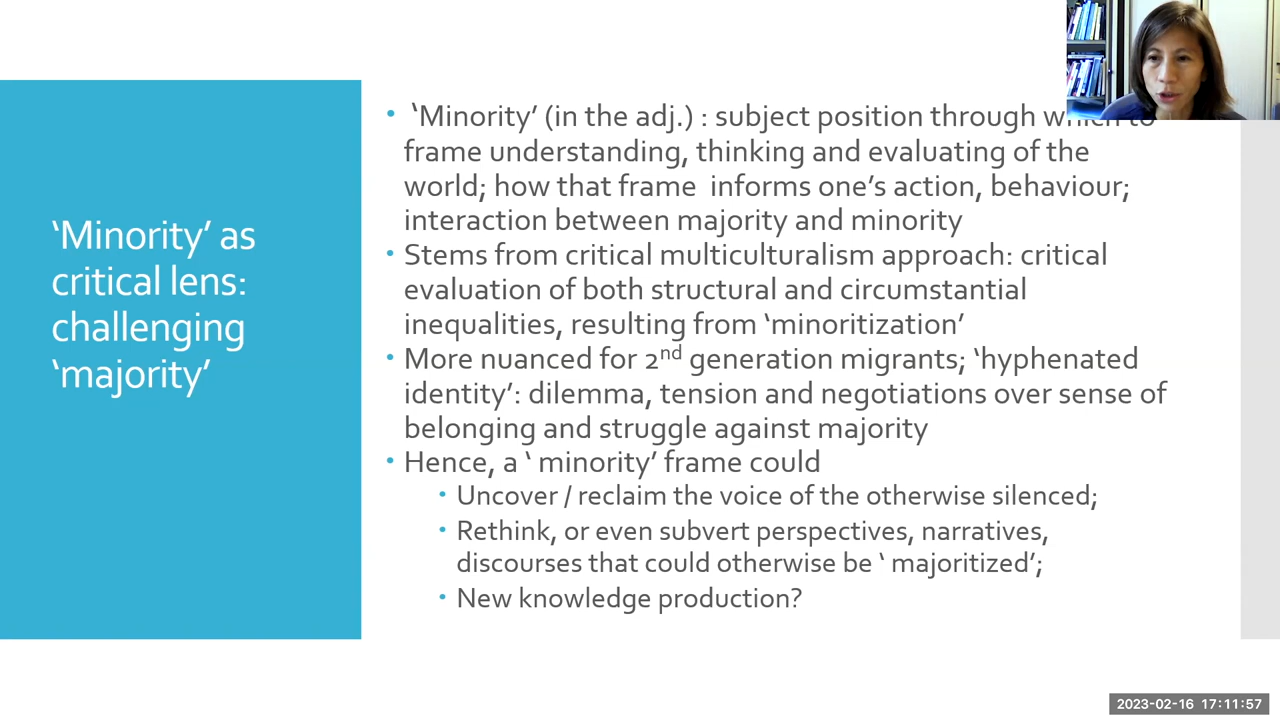 ‘Minority’ as
critical lens:
challenging
‘majority’
• ‘Minority’ (in the adj.) : subject position through which to
frame understanding, thinking and evaluating of the
world; how that frame  informs one’s action, behaviour;
interaction between majority and minority
• Stems from critical multiculturalism approach: critical
evaluation of both structural and circumstantial
inequalities, resulting from ‘minoritization’
• More nuanced for 2nd generation migrants; ‘hyphenated
identity’: dilemma, tension and negotiations over sense of
belonging and struggle against majority
• Hence, a ‘ minority’ frame could
• Uncover / reclaim the voice of the otherwise silenced;
• Rethink, or even subvert perspectives, narratives,
discourses that could otherwise be ‘ majoritized’;
• New knowledge production?
2023-02-16 17:11:57